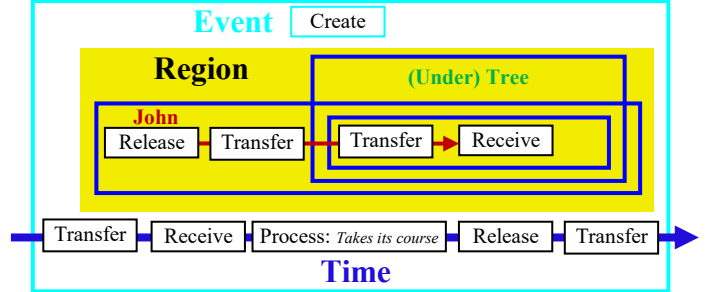 Event Create
Region
(Under) Tree
John
Release Transfer Transfer Receive
Transfer Receive Process: Takes its course Release Transfer
Time